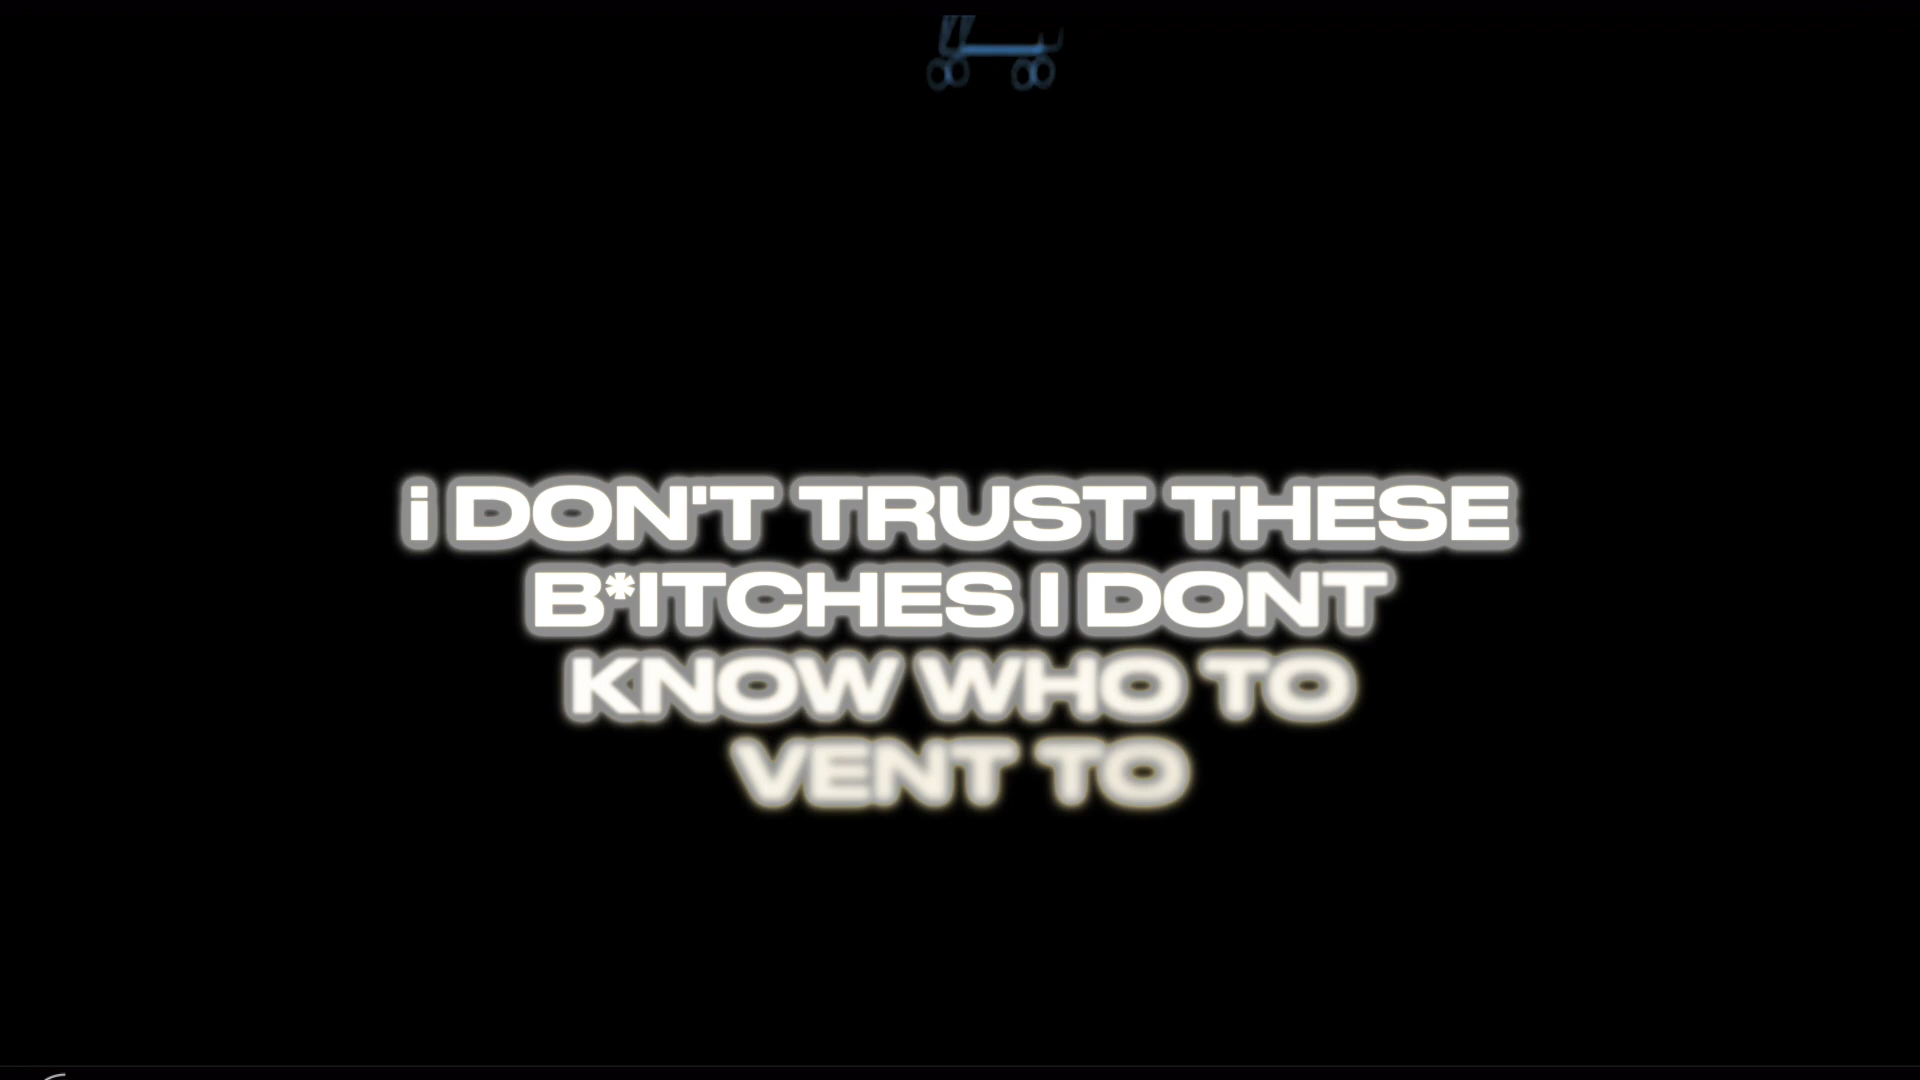 i DON'T TRUST THESE
B*ITCHES I DONT
KNOW WHO TO
VENT TO